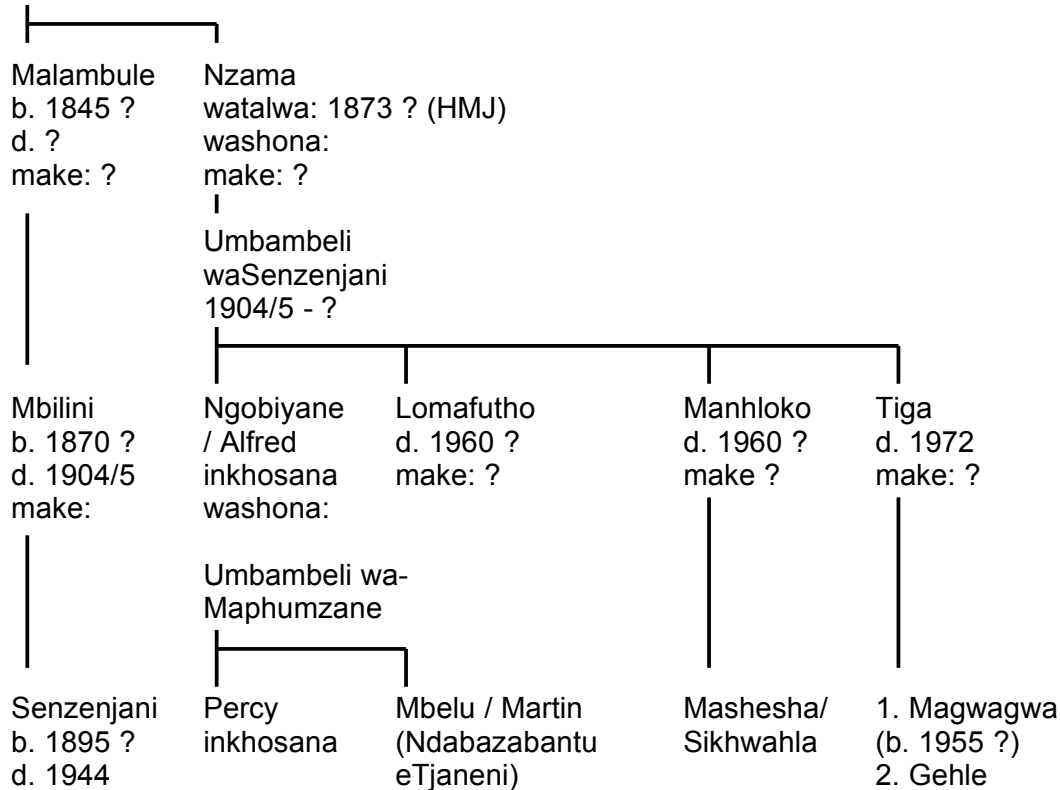 Malambule
b. 1845 ?
d. ?
make: ?
Nzama
watalwa: 1873 ? (HMJ)
washona:
make: ?
Umbambeli
waSenzenjani
1904/5 - ?
Mbilini
b. 1870 ?
d. 1904/5
make:
Ngobiyane
/ Alfred
inkhosana
washona:
Lomafutho
d. 1960 ?
make: ?
Manhloko
d. 1960 ?
make ?
Tiga
d. 1972
make: ?
Umbambeli wa-
Maphumzane
Senzenjani
b. 1895 ?
d. 1944
Percy
inkhosana
Mbelu / Martin
(Ndabazabantu
eTjaneni)
Mashesha/
Sikhwahla
1. Magwagwa
(b. 1955 ?)
2. Gehle